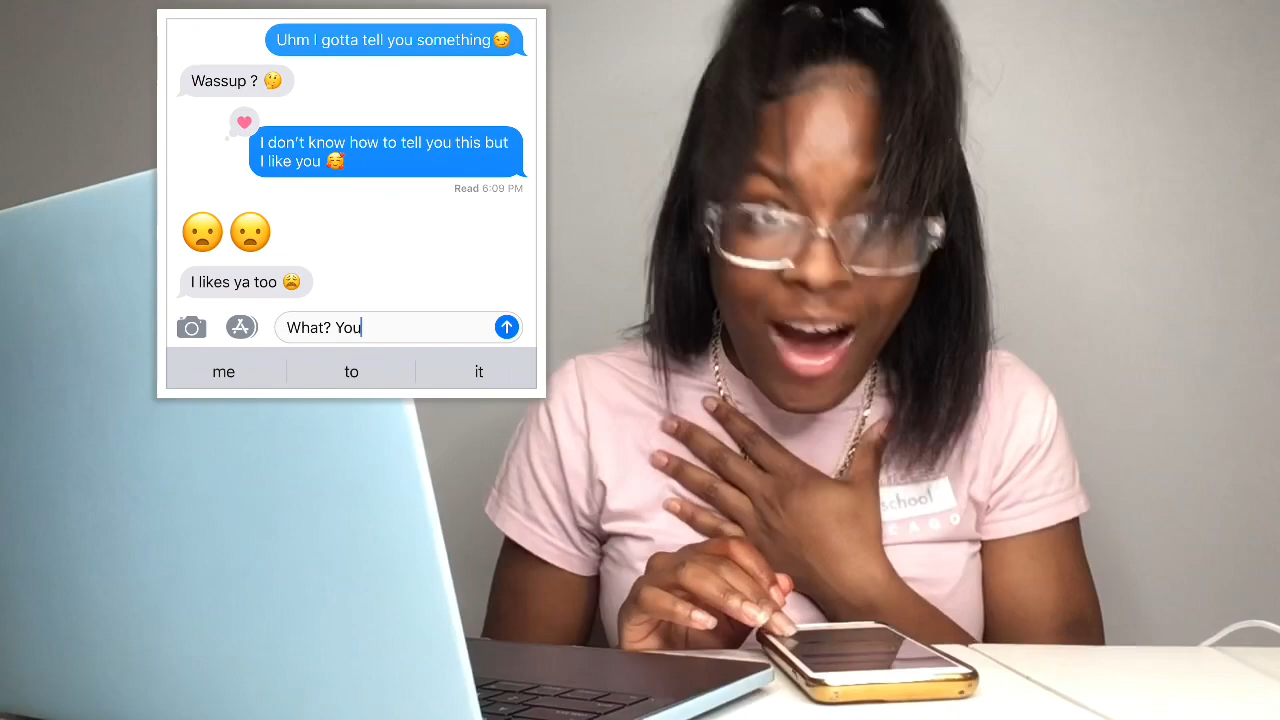 Uhm I gotta tell you something😏
Wassup ? 🤔
I don't know how to tell you this but
I like you 🥰
Read 6:09 PM
😦😦
I likes ya too 😩
What? You
me to it
school
CAGO